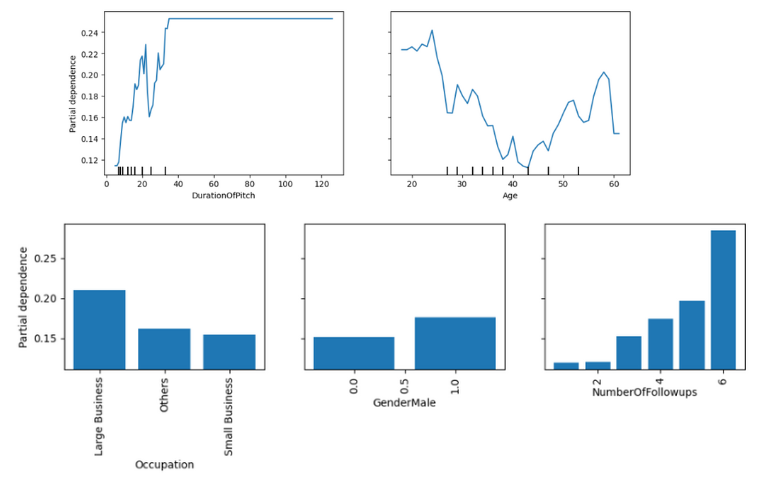 Partial dependence
0.24
0.22
0.20
0.18
0.16
0.14
0.12
0 20 40 60 80 100 120
DurationOfPitch
20 30 40 50 60
Age
Partial dependence
0.25
0.20
0.15
Large Business
Others
Small Business
Occupation
0.0 0.5 1.0
GenderMale
2 4 6
NumberOfFollowups